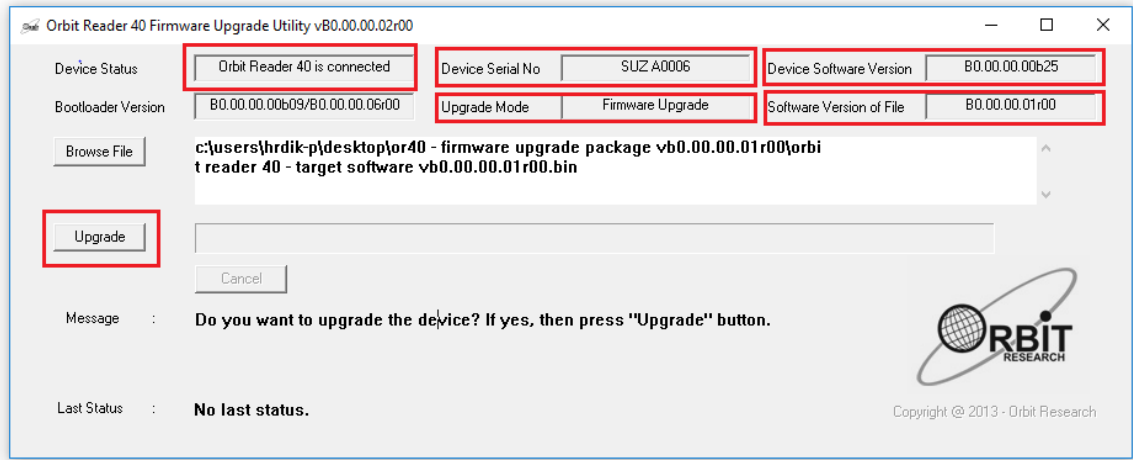 Orbit Reader 40 Firmware Upgrade Utility vB0.00.00.02r00
Device Status Orbit Reader 40 is connected Device Serial No SUZ A0006 Device Software Version B0.00.00.00b25
Bootloader Version B0.00.00.00b09/B0.00.00.06r00 Upgrade Mode Firmware Upgrade Software Version of File B0.00.00.01r00
Browse File c:\users\hrdik-p\desktop\or40 - firmware upgrade package vb0.00.00.01r00\orbi
t reader 40 - target software vb0.00.00.01r00.bin
Upgrade
Cancel
Message : Do you want to upgrade the device? If yes, then press "Upgrade" button.
ORBIT
RESEARCH
Last Status : No last status.
Copyright @ 2013 - Orbit Research